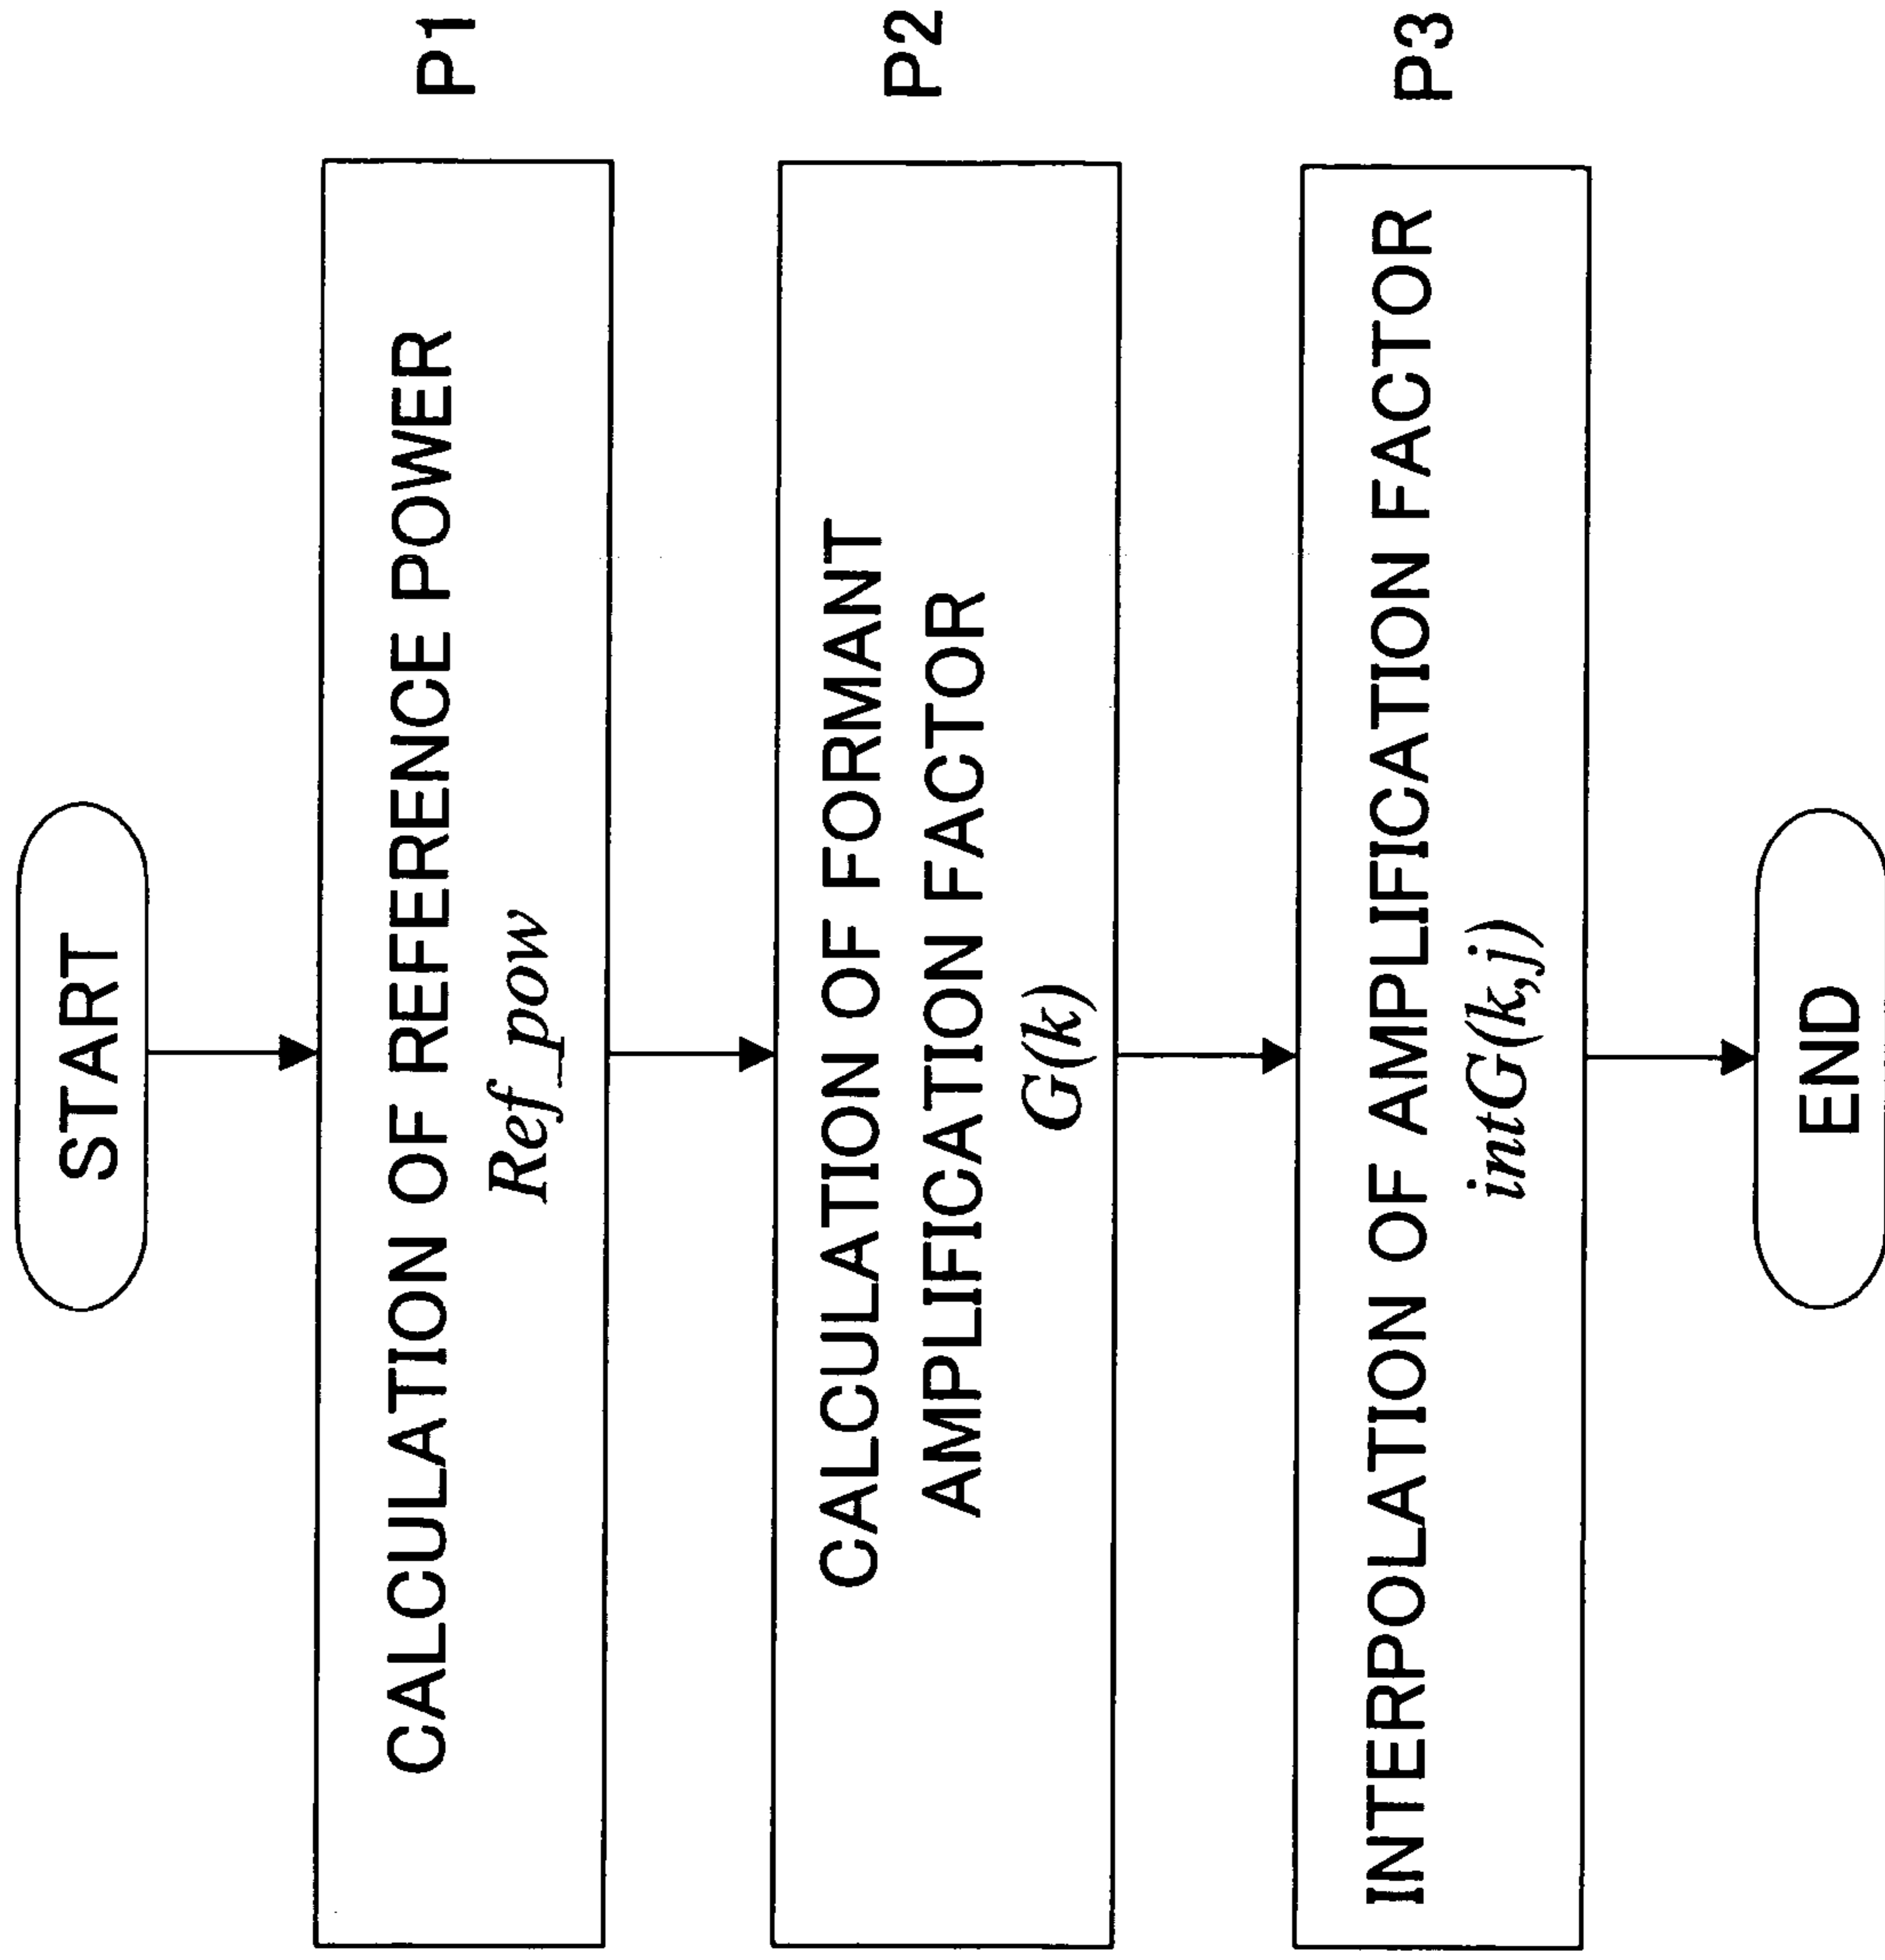 START
CALCULATION OF REFERENCE POWER
Ref_pow
P1
CALCULATION OF FORMANT
AMPLIFICATION FACTOR
G(k)
P2
INTERPOLATION OF AMPLIFICATION FACTOR
intG(k,j)
P3
END